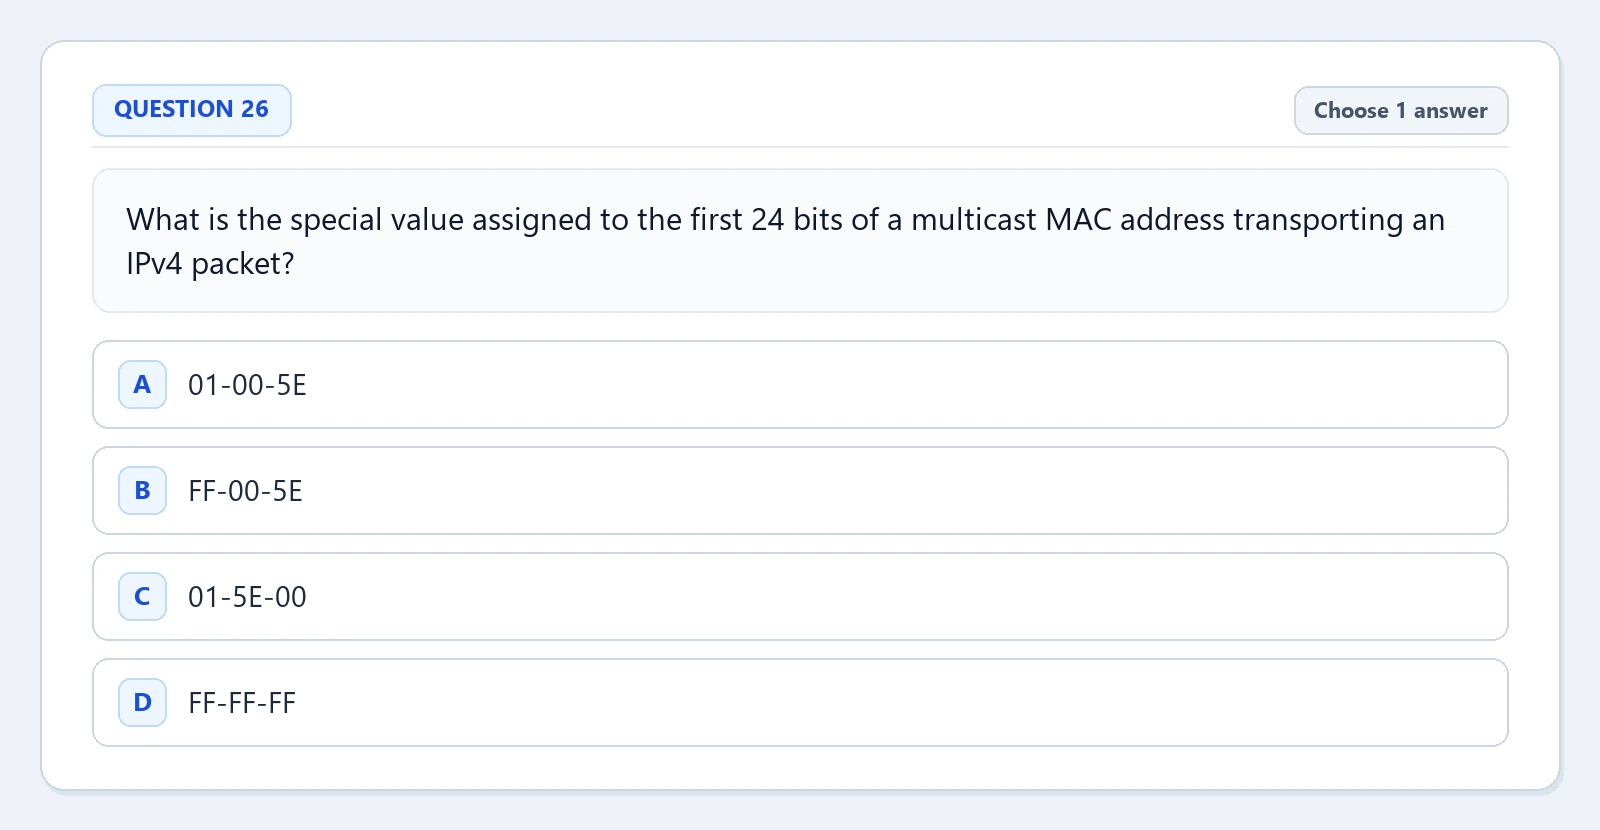 QUESTION 26
Choose 1 answer
What is the special value assigned to the first 24 bits of a multicast MAC address transporting an
IPv4 packet?
A 01-00-5E
B FF-00-5E
C 01-5E-00
D FF-FF-FF